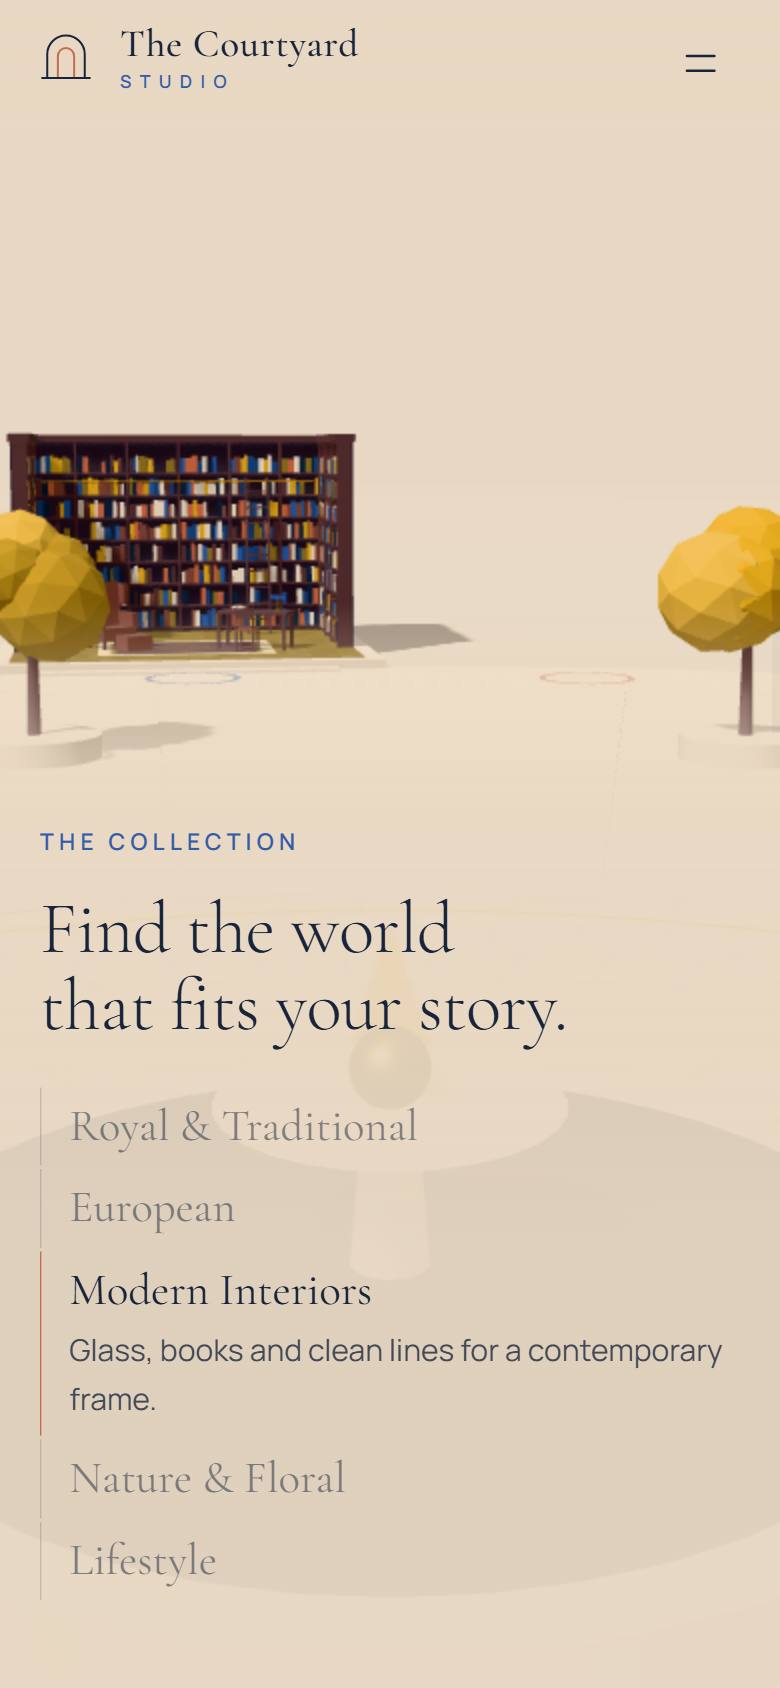 The Courtyard
STUDIO
THE COLLECTION
Find the world
that fits your story.
Royal & Traditional
European
Modern Interiors
Glass, books and clean lines for a contemporary
frame.
Nature & Floral
Lifestyle